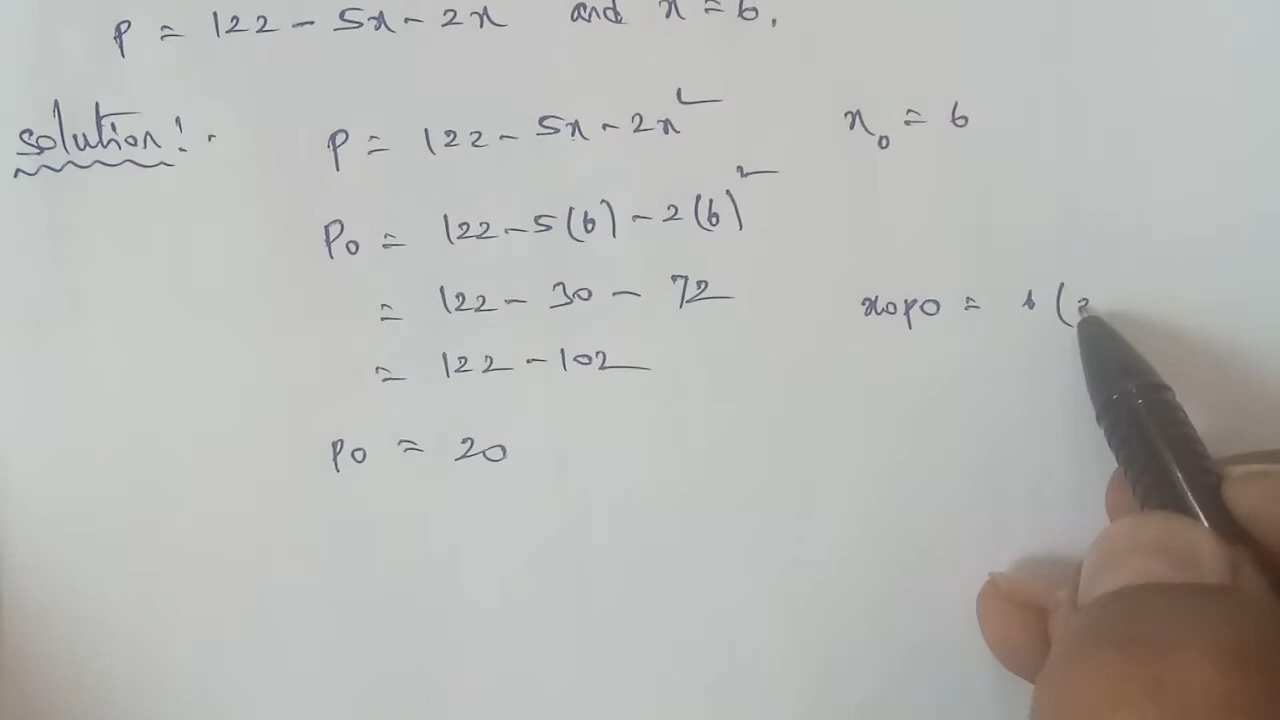 P = 122 - 5x - 2x and x = 6.
Solution:-
P = 122 - 5x - 2x² x₀ = 6
P₀ = 122 - 5(6) - 2(6)²
= 122 - 30 - 72 x₀p₀ = 6(2
= 122 - 102
p₀ = 20